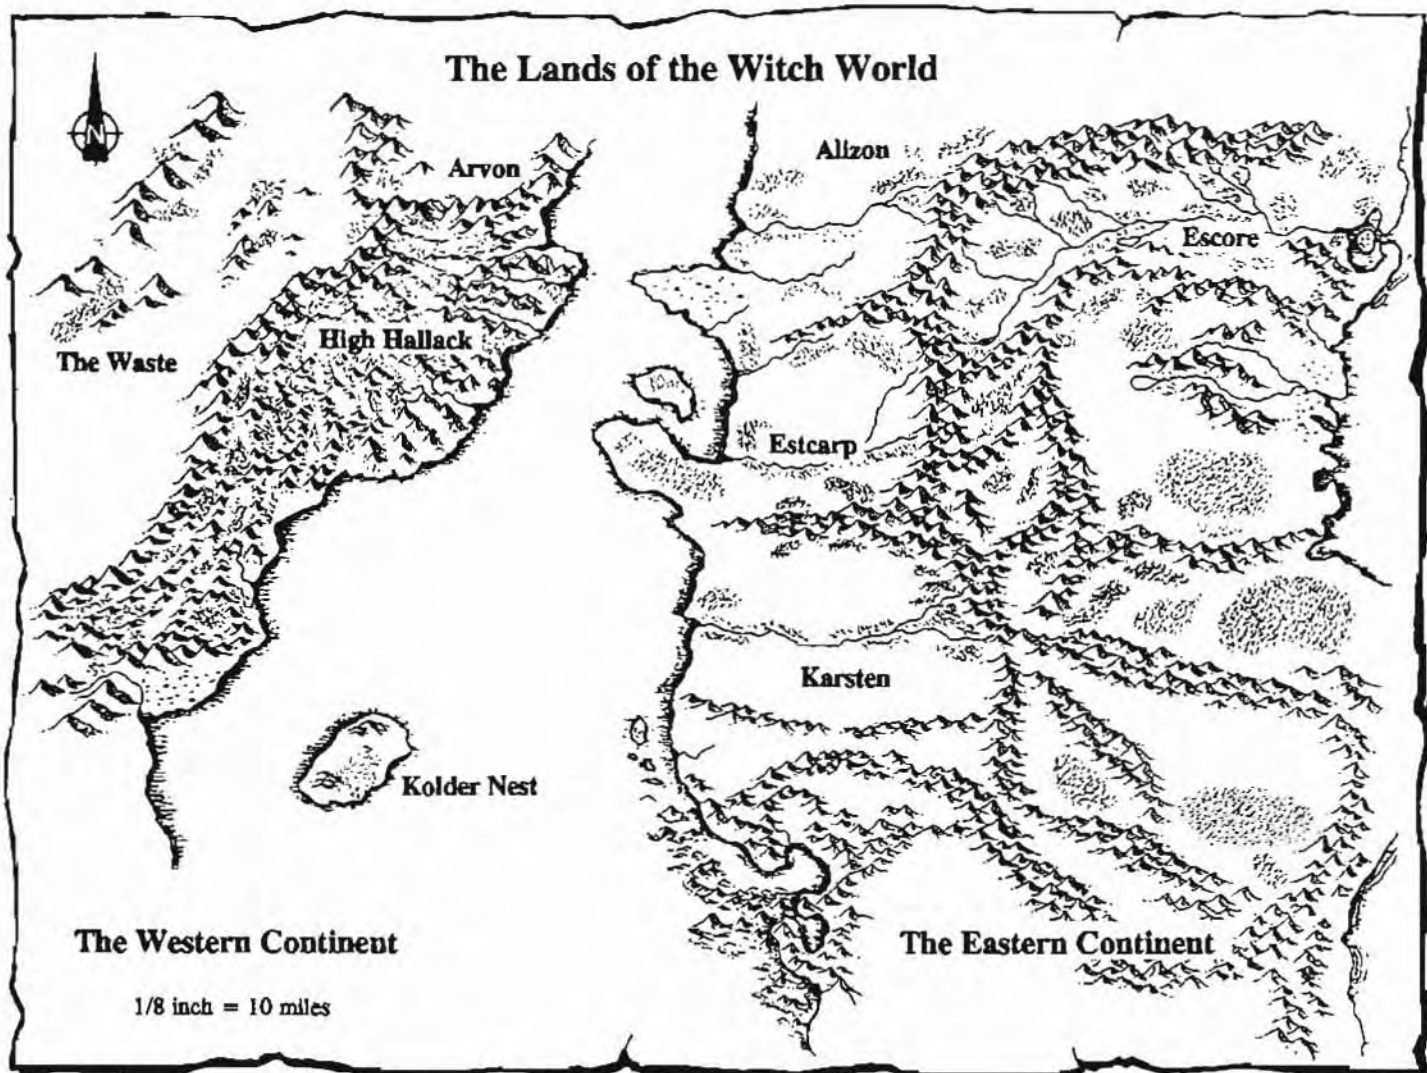 The Lands of the Witch World
N
Alizon
Arvon
Escore
High Hallack
The Waste
Estcarp
Karsten
Kolder Nest
The Western Continent
The Eastern Continent
1/8 inch = 10 miles